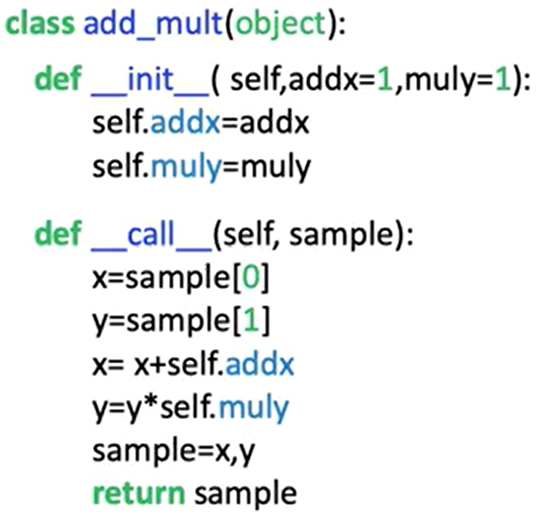 class add_mult(object):
def __init__( self,addx=1,muly=1):
self.addx=addx
self.muly=muly
def __call__(self, sample):
x=sample[0]
y=sample[1]
x= x+self.addx
y=y*self.muly
sample=x,y
return sample